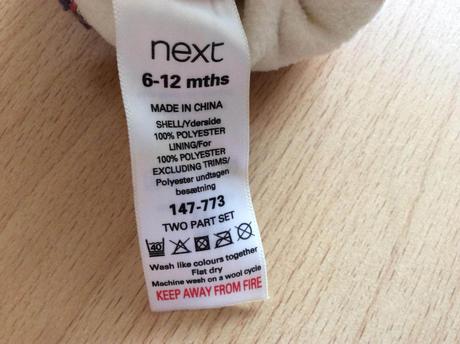 next
6-12 mths
MADE IN CHINA
SHELL/Yderside
100% POLYESTER
LINING/For
100% POLYESTER
EXCLUDING TRIMS/
Polyester undtagen
besætning
147-773
TWO PART SET
40
Wash like colours together
Flat dry
Machine wash on a wool cycle
KEEP AWAY FROM FIRE